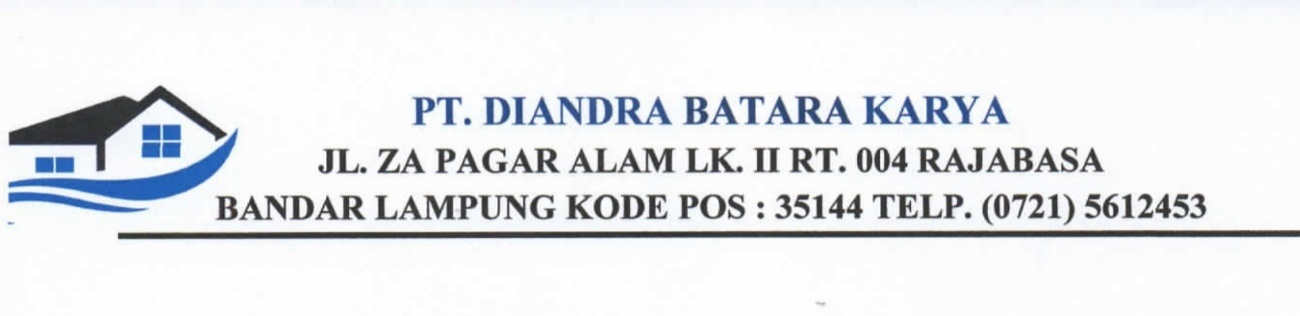 PT. DIANDRA BATARA KARYA
JL. ZA PAGAR ALAM LK. II RT. 004 RAJABASA
BANDAR LAMPUNG KODE POS : 35144 TELP. (0721) 5612453